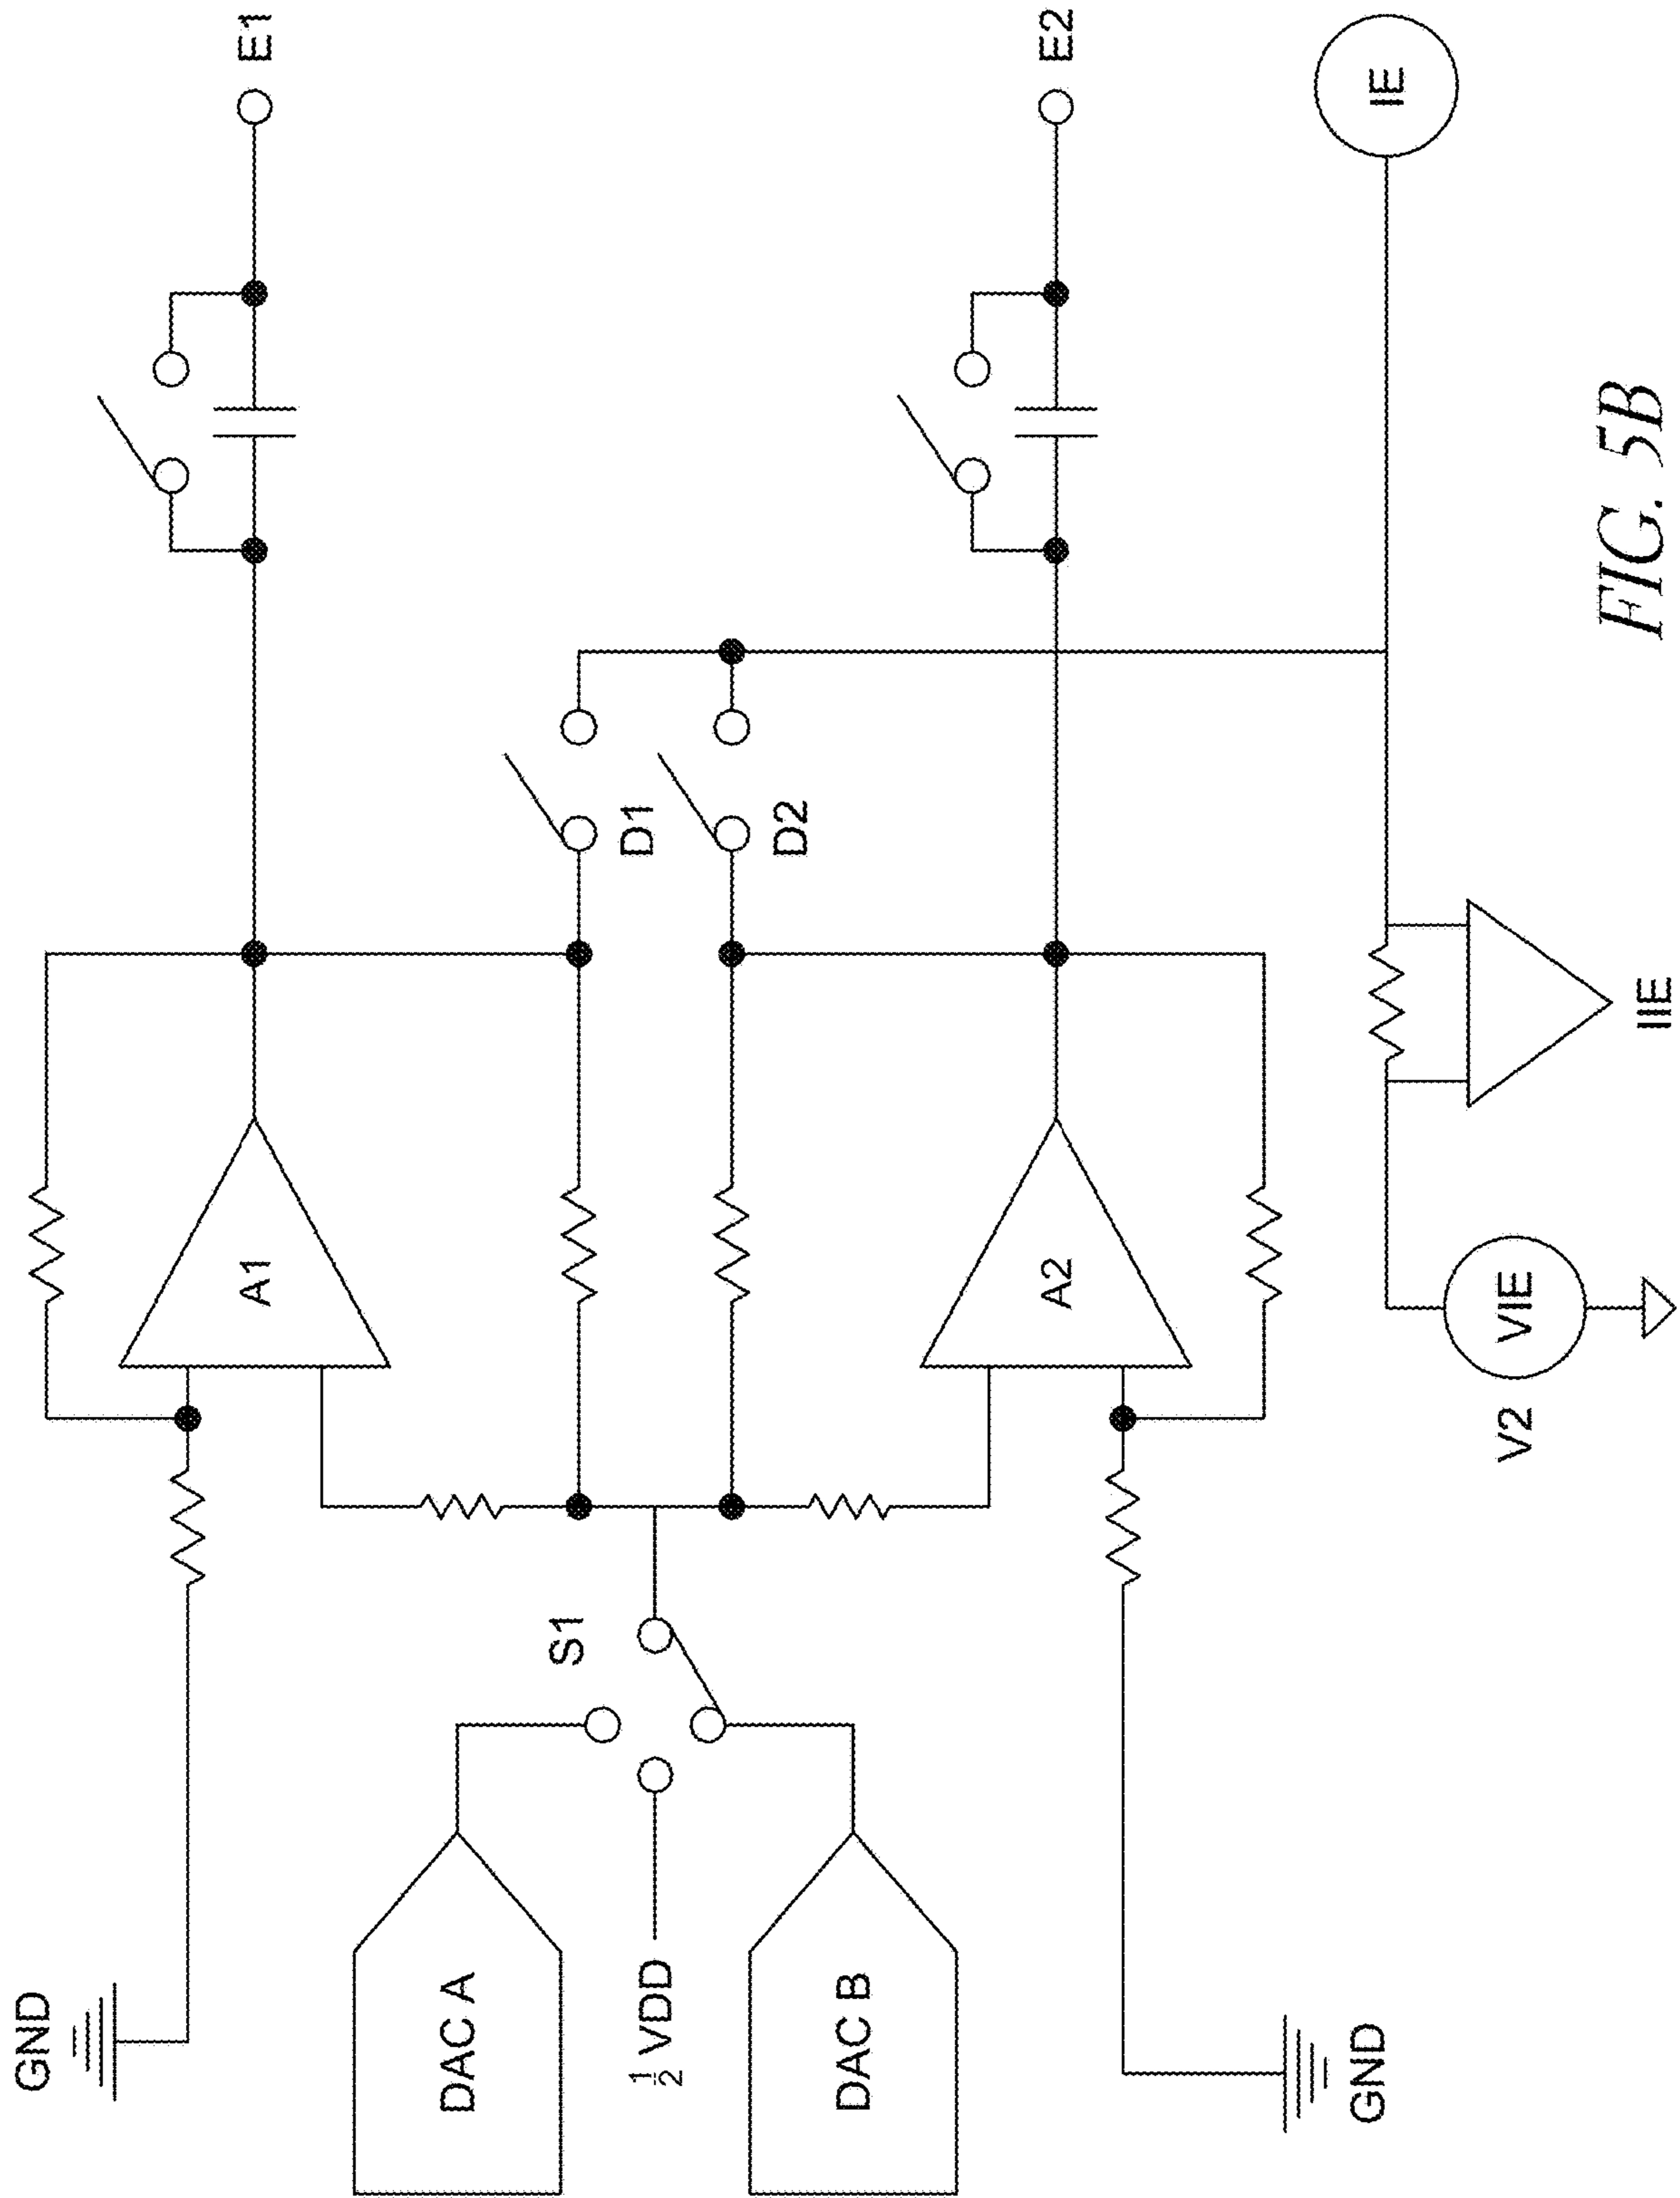 E1
E2
IE
D1
D2
A1
A2
IIE
VIE
V2
S1
GND
DAC A
½ VDD
DAC B
GND
FIG. 5B